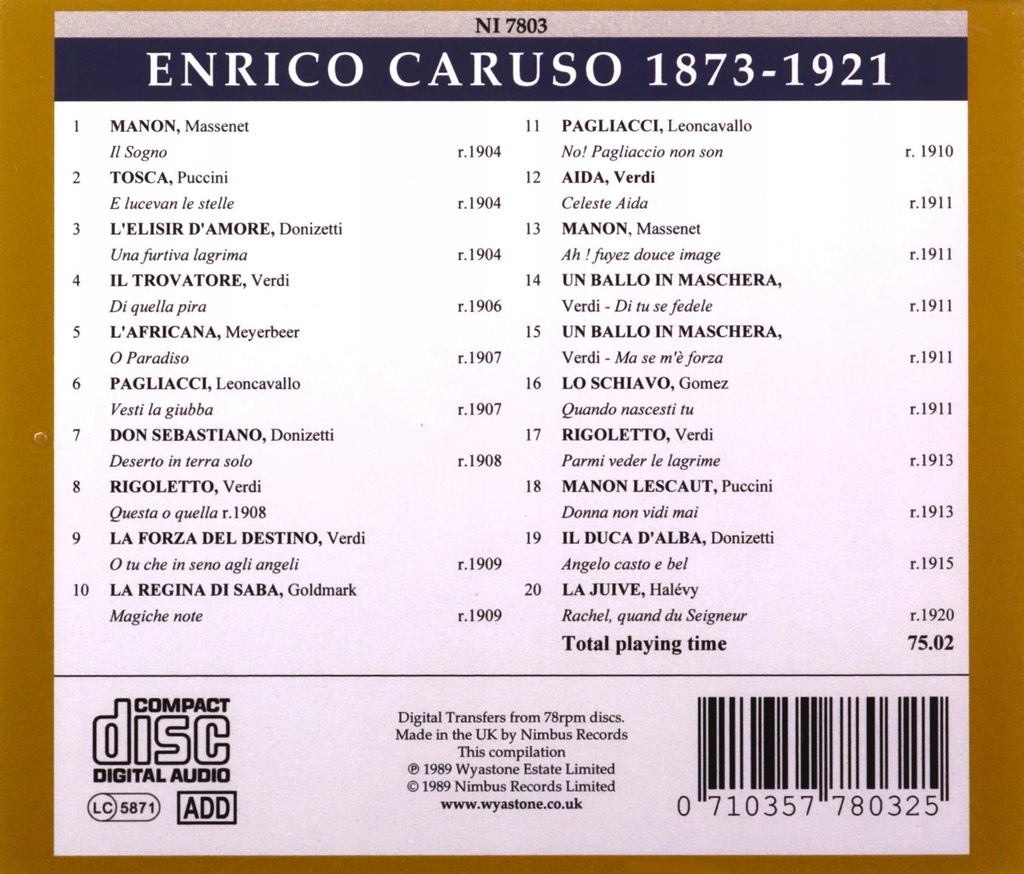 NI 7803
ENRICO CARUSO 1873-1921
1 MANON, Massenet
Il Sogno r.1904
2 TOSCA, Puccini
E lucevan le stelle r.1904
3 L'ELISIR D'AMORE, Donizetti
Una furtiva lagrima r.1904
4 IL TROVATORE, Verdi
Di quella pira r.1906
5 L'AFRICANA, Meyerbeer
O Paradiso r.1907
6 PAGLIACCI, Leoncavallo
Vesti la giubba r.1907
7 DON SEBASTIANO, Donizetti
Deserto in terra solo r.1908
8 RIGOLETTO, Verdi
Questa o quella r.1908
9 LA FORZA DEL DESTINO, Verdi
O tu che in seno agli angeli r.1909
10 LA REGINA DI SABA, Goldmark
Magiche note r.1909
11 PAGLIACCI, Leoncavallo
No! Pagliaccio non son r. 1910
12 AIDA, Verdi
Celeste Aida r.1911
13 MANON, Massenet
Ah ! fuyez douce image r.1911
14 UN BALLO IN MASCHERA,
Verdi - Di tu se fedele r.1911
15 UN BALLO IN MASCHERA,
Verdi - Ma se m'è forza r.1911
16 LO SCHIAVO, Gomez
Quando nascesti tu r.1911
17 RIGOLETTO, Verdi
Parmi veder le lagrime r.1913
18 MANON LESCAUT, Puccini
Donna non vidi mai r.1913
19 IL DUCA D'ALBA, Donizetti
Angelo casto e bel r.1915
20 LA JUIVE, Halévy
Rachel, quand du Seigneur r.1920
Total playing time 75.02
COMPACT
disc
DIGITAL AUDIO
LC 5871
ADD
Digital Transfers from 78rpm discs.
Made in the UK by Nimbus Records
This compilation
℗ 1989 Wyastone Estate Limited
© 1989 Nimbus Records Limited
www.wyastone.co.uk
0 710357 780325